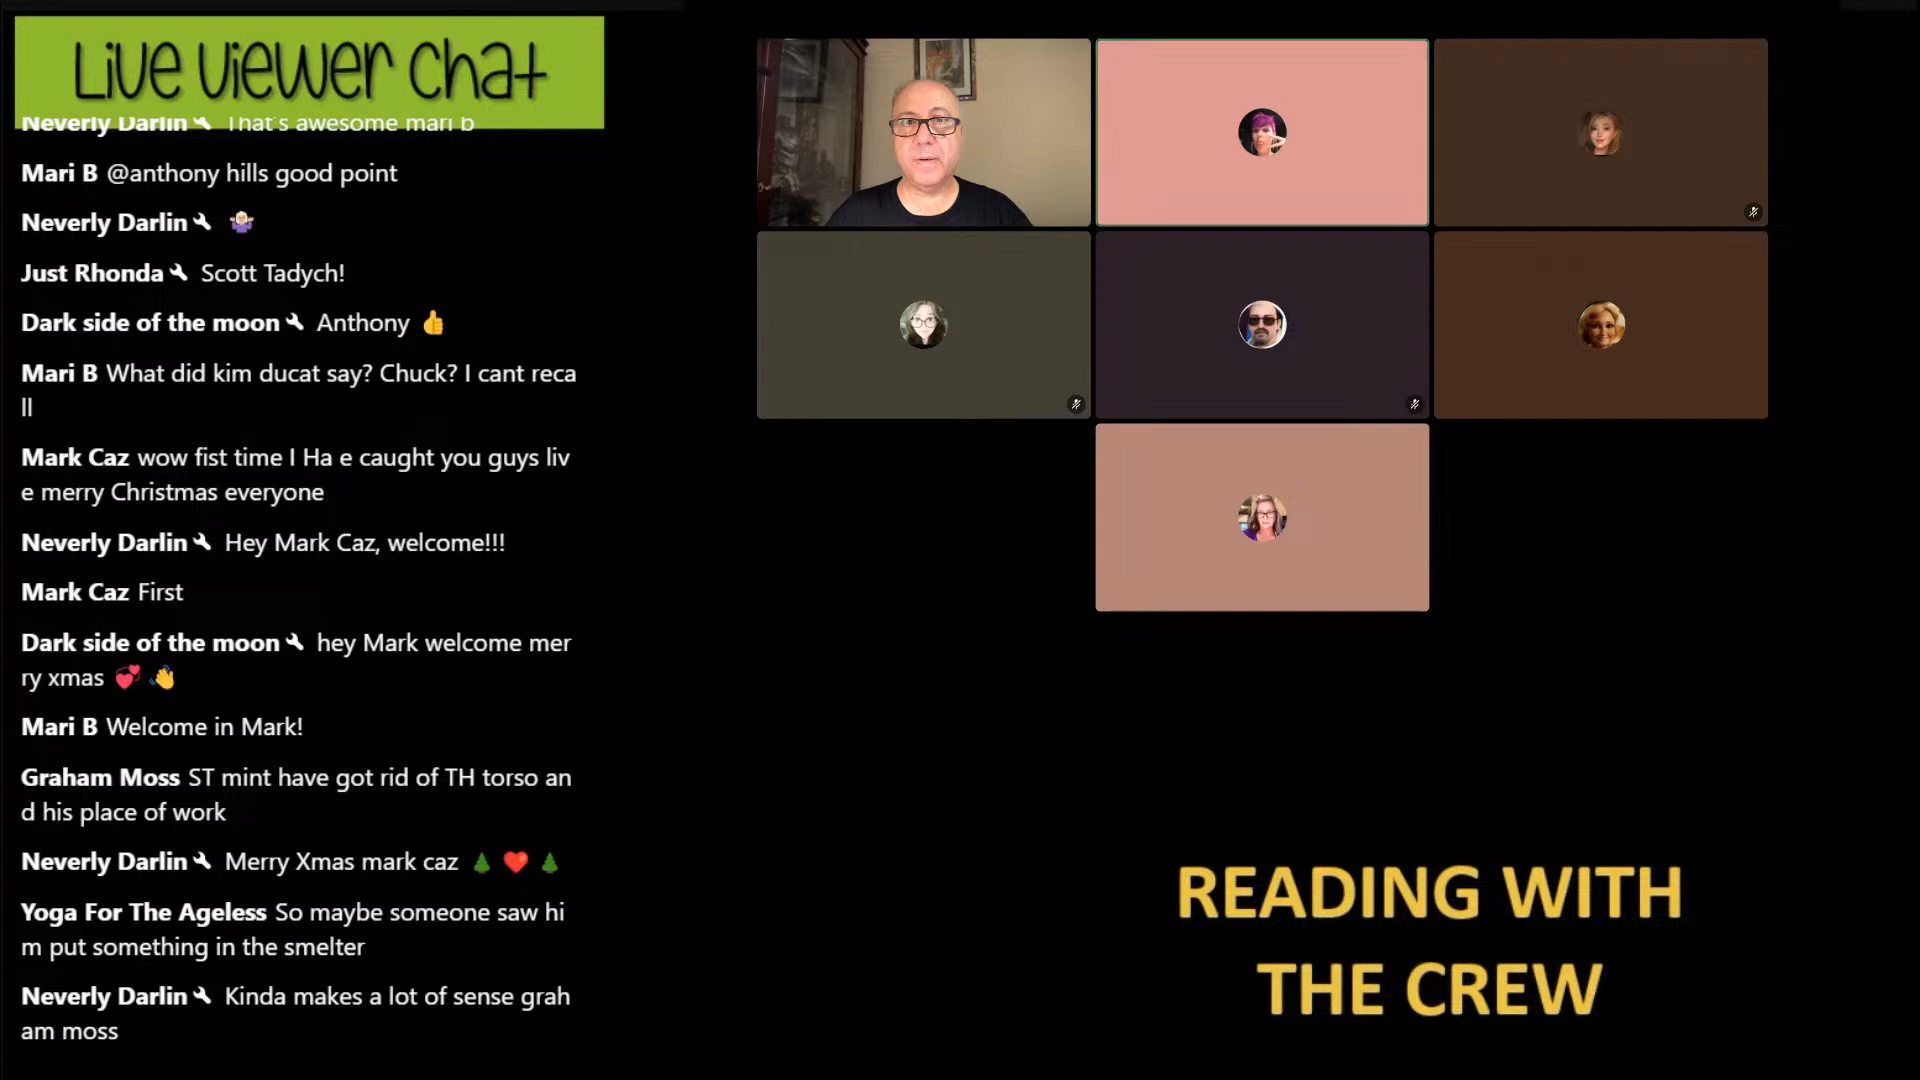 Live Viewer Chat
Neverly Darlin That's awesome mari b
Mari B @anthony hills good point
Neverly Darlin 🤷🏼
Just Rhonda Scott Tadych!
Dark side of the moon Anthony 👍
Mari B What did kim ducat say? Chuck? I cant reca
ll
Mark Caz wow fist time I Ha e caught you guys liv
e merry Christmas everyone
Neverly Darlin Hey Mark Caz, welcome!!!
Mark Caz First
Dark side of the moon hey Mark welcome mer
ry xmas 💞 👋
Mari B Welcome in Mark!
Graham Moss ST mint have got rid of TH torso an
d his place of work
Neverly Darlin Merry Xmas mark caz 🌲 ❤️ 🌲
Yoga For The Ageless So maybe someone saw hi
m put something in the smelter
Neverly Darlin Kinda makes a lot of sense grah
am moss
READING WITH
THE CREW